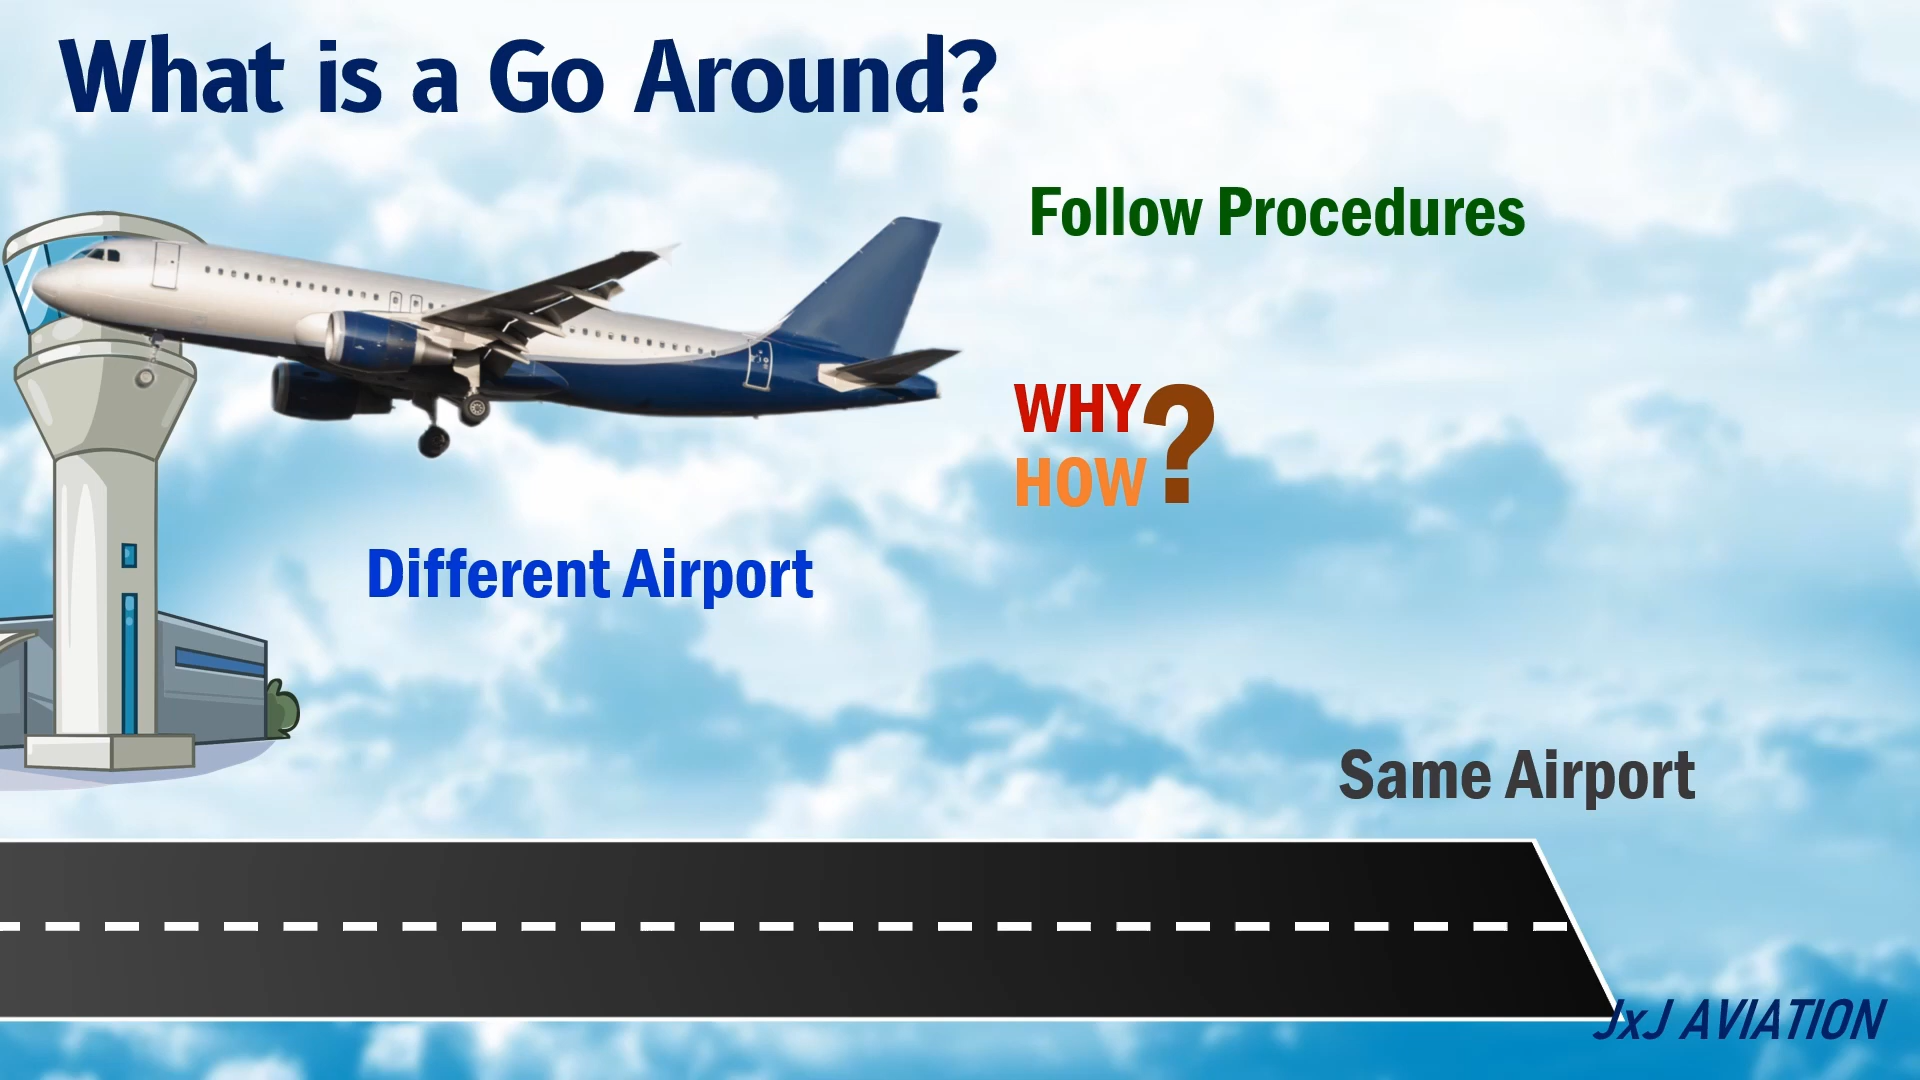 What is a Go Around?
Follow Procedures
WHY
HOW
?
Different Airport
Same Airport
JxJ AVIATION